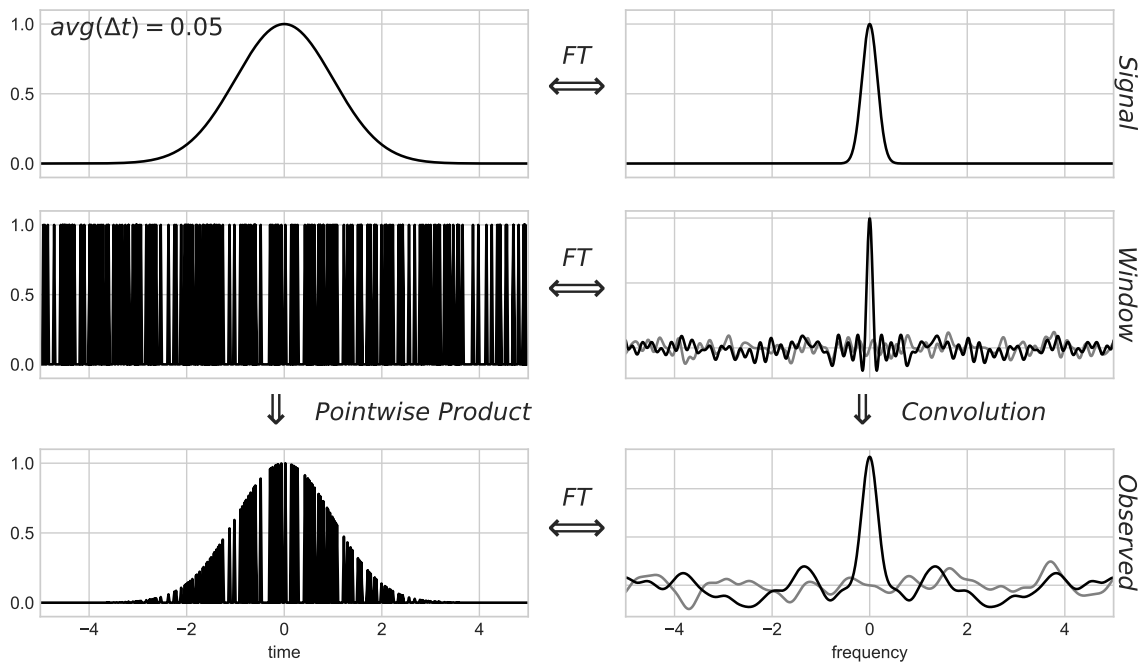 avg(Δt) = 0.05
1.0
0.5
0.0
FT
Signal
1.0
0.5
0.0
FT
Window
Pointwise Product
Convolution
1.0
0.5
0.0
FT
Observed
−4 −2 0 2 4
−4 −2 0 2 4
time
frequency